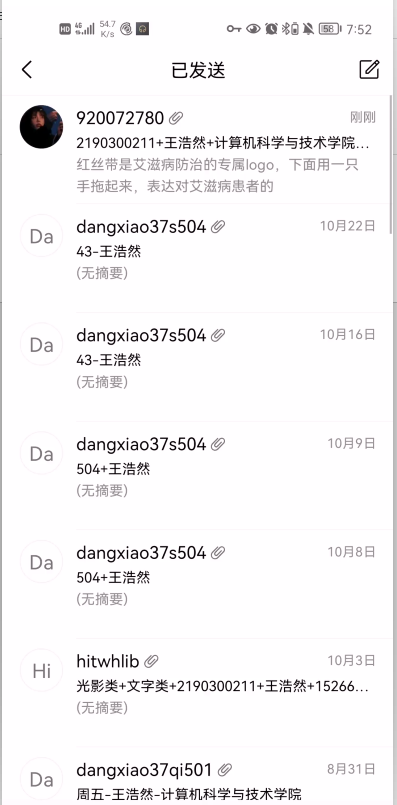 HD 4G 54.7 K/s 58 7:52
已发送
920072780 刚刚
2190300211+王浩然+计算机科学与技术学院...
红丝带是艾滋病防治的专属logo，下面用一只
手拖起来，表达对艾滋病患者的
Da dangxiao37s504 10月22日
43-王浩然
(无摘要)
Da dangxiao37s504 10月16日
43-王浩然
(无摘要)
Da dangxiao37s504 10月9日
504+王浩然
(无摘要)
Da dangxiao37s504 10月8日
504+王浩然
(无摘要)
Hi hitwhlib 10月3日
光影类+文字类+2190300211+王浩然+15266...
(无摘要)
Da dangxiao37qi501 8月31日
周五-王浩然-计算机科学与技术学院